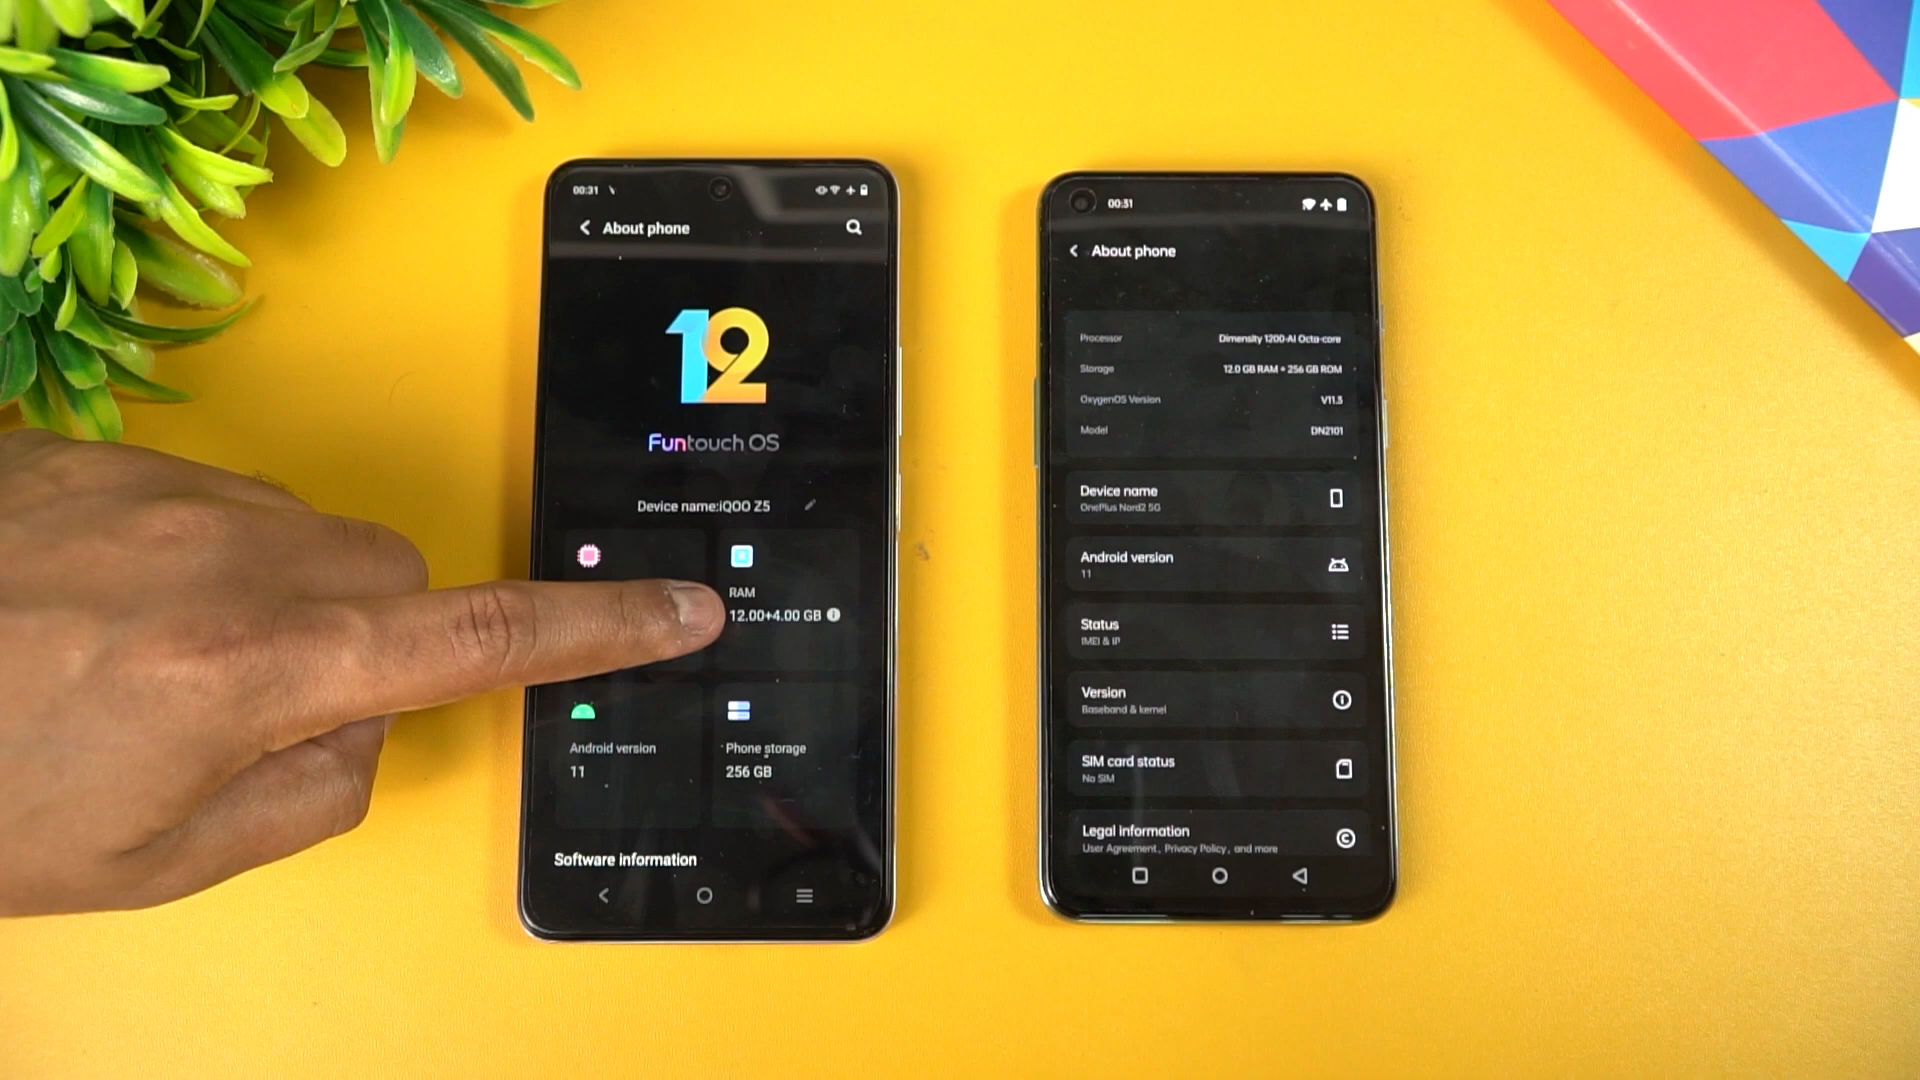 00:31
About phone
12
Funtouch OS
Device name:iQOO Z5
RAM
12.00+4.00 GB
Android version
11
Phone storage
256 GB
Software information
00:31
About phone
Processor
Dimensity 1200-AI Octa-core
Storage
12.0 GB RAM + 256 GB ROM
OxygenOS Version
V11.3
Model
DN2101
Device name
OnePlus Nord2 5G
Android version
11
Status
IMEI & IP
Version
Baseband & kernel
SIM card status
No SIM
Legal information
User Agreement, Privacy Policy, and more